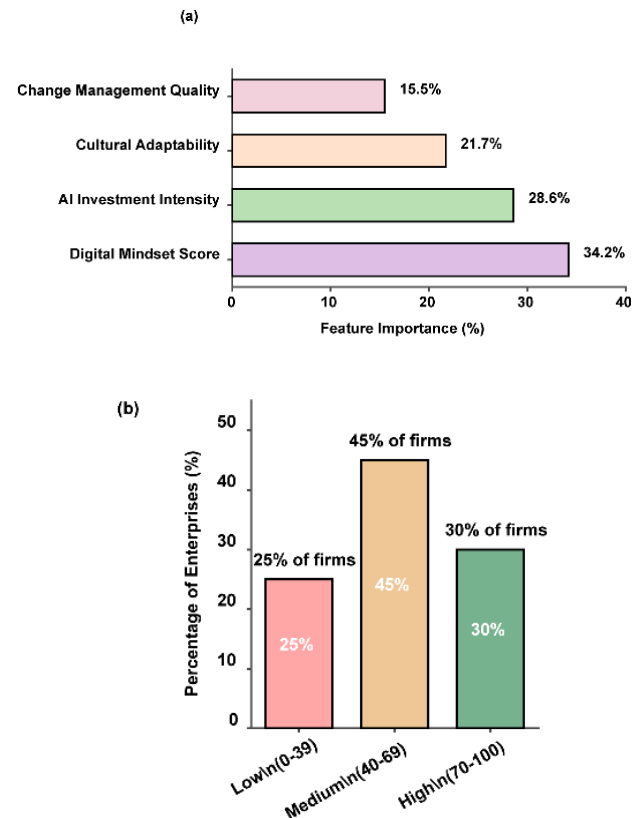 (a)
Change Management Quality
15.5%
Cultural Adaptability
21.7%
AI Investment Intensity
28.6%
Digital Mindset Score
34.2%
0 10 20 30 40
Feature Importance (%)
(b)
Percentage of Enterprises (%)
50
40
30
20
10
0
45% of firms
30% of firms
25% of firms
45%
30%
25%
Low\n(0-39)
Medium\n(40-69)
High\n(70-100)